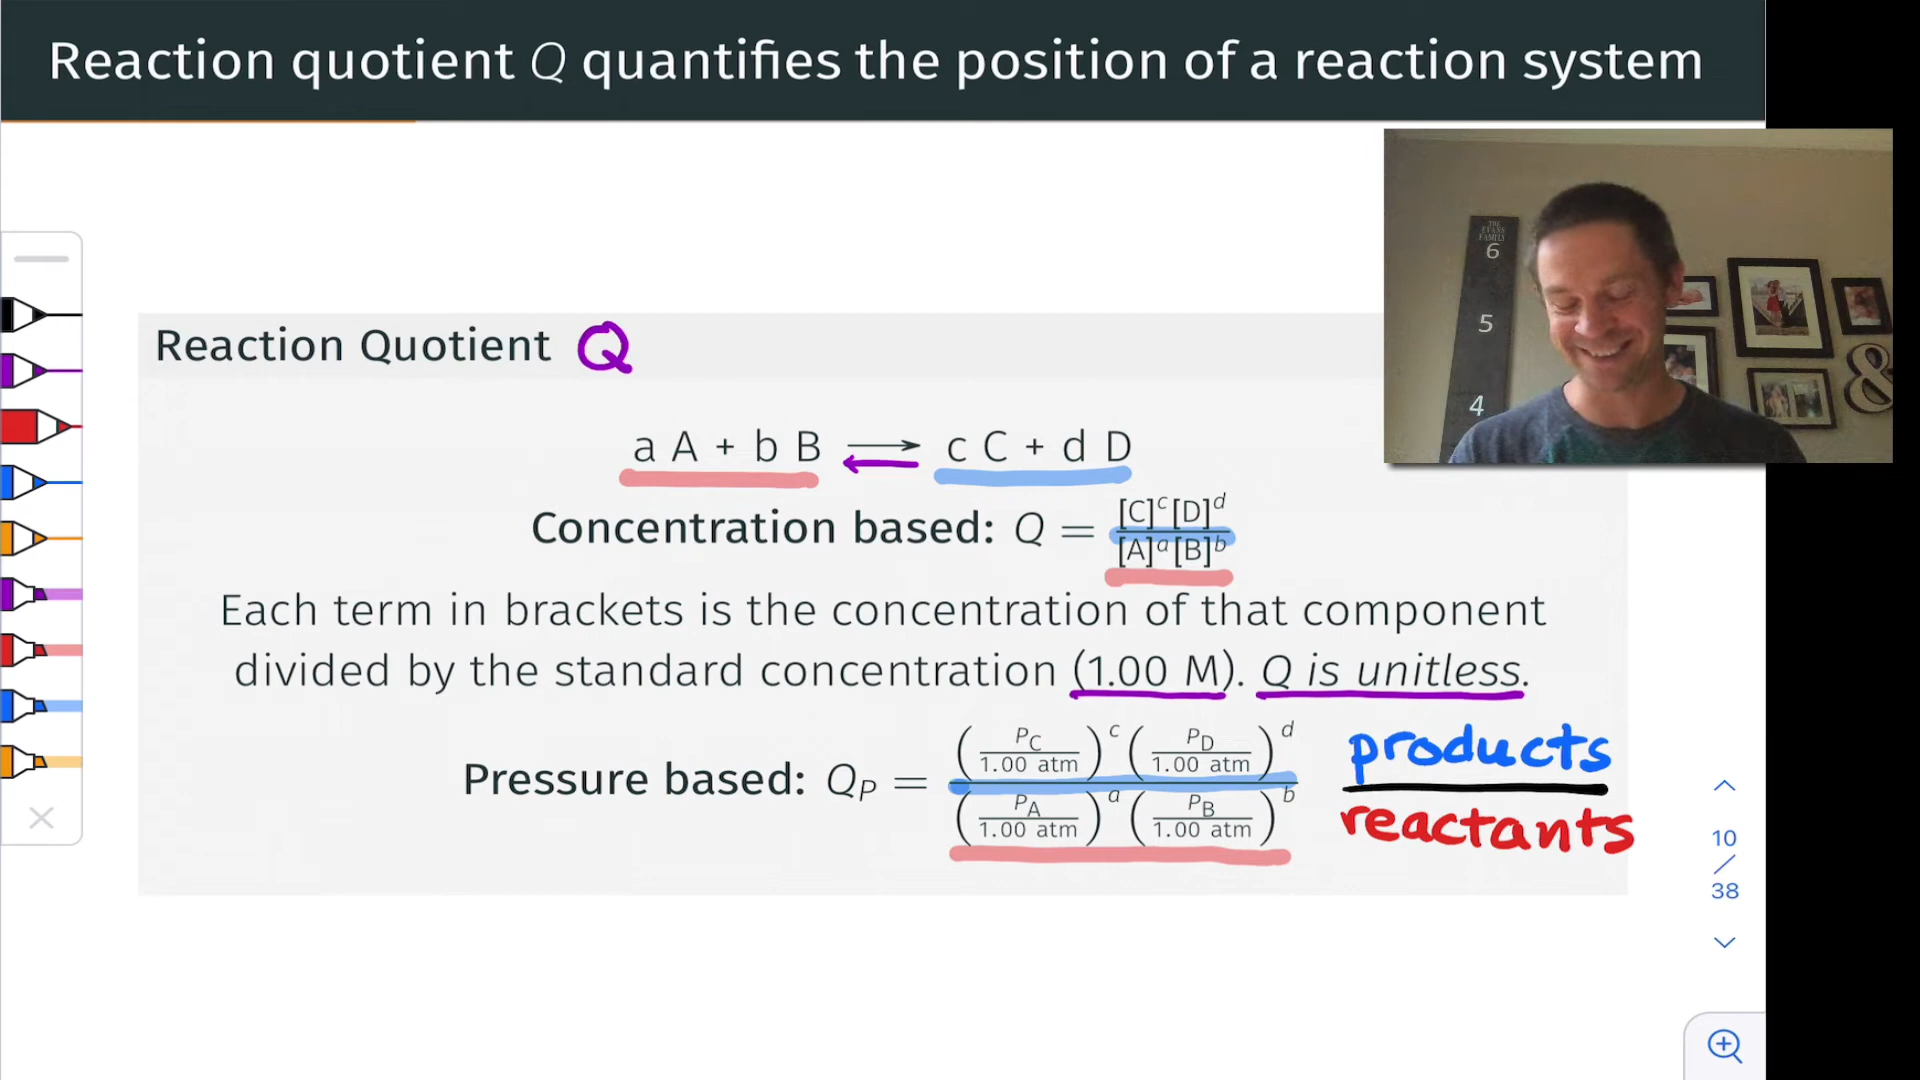 Reaction quotient Q quantifies the position of a reaction system
THE
EVANS
FAMILY
6
5
4
&
Reaction Quotient Q
a A + b B ⟶ c C + d D
Concentration based: Q = [C]^c[D]^d / [A]^a[B]^b
Each term in brackets is the concentration of that component
divided by the standard concentration (1.00 M). Q is unitless.
Pressure based: Q_P = (P_C / 1.00 atm)^c (P_D / 1.00 atm)^d / (P_A / 1.00 atm)^a (P_B / 1.00 atm)^b
products
reactants
10
/
38